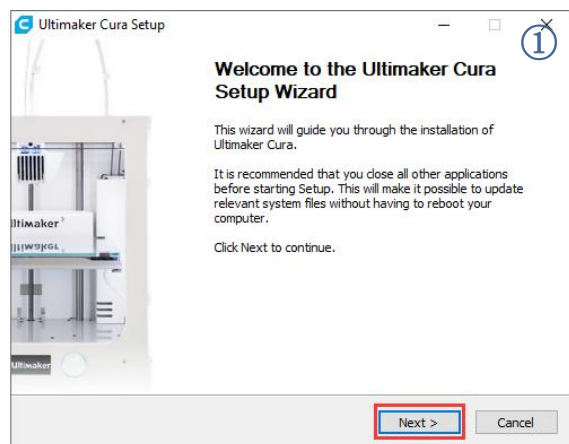 Ultimaker Cura Setup
①
Welcome to the Ultimaker Cura
Setup Wizard
This wizard will guide you through the installation of
Ultimaker Cura.
It is recommended that you close all other applications
before starting Setup. This will make it possible to update
relevant system files without having to reboot your
computer.
Click Next to continue.
Ultimaker³
Ultimaker
Ultimaker
Next >
Cancel